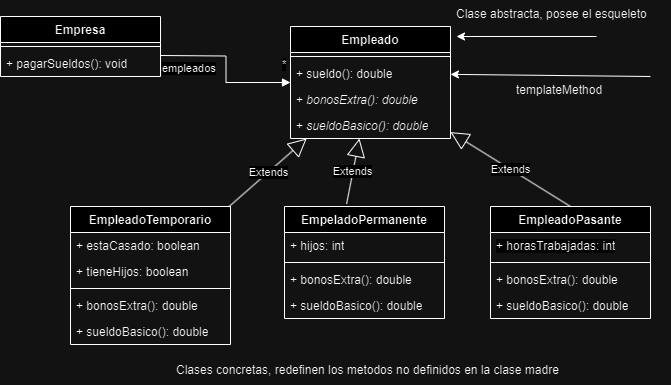 Clase abstracta, posee el esqueleto
Empresa
+ pagarSueldos(): void
empleados
*
Empleado
+ sueldo(): double
+ bonosExtra(): double
+ sueldoBasico(): double
templateMethod
Extends
Extends
Extends
EmpleadoTemporario
+ estaCasado: boolean
+ tieneHijos: boolean
+ bonosExtra(): double
+ sueldoBasico(): double
EmpeladoPermanente
+ hijos: int
+ bonosExtra(): double
+ sueldoBasico(): double
EmpleadoPasante
+ horasTrabajadas: int
+ bonosExtra(): double
+ sueldoBasico(): double
Clases concretas, redefinen los metodos no definidos en la clase madre